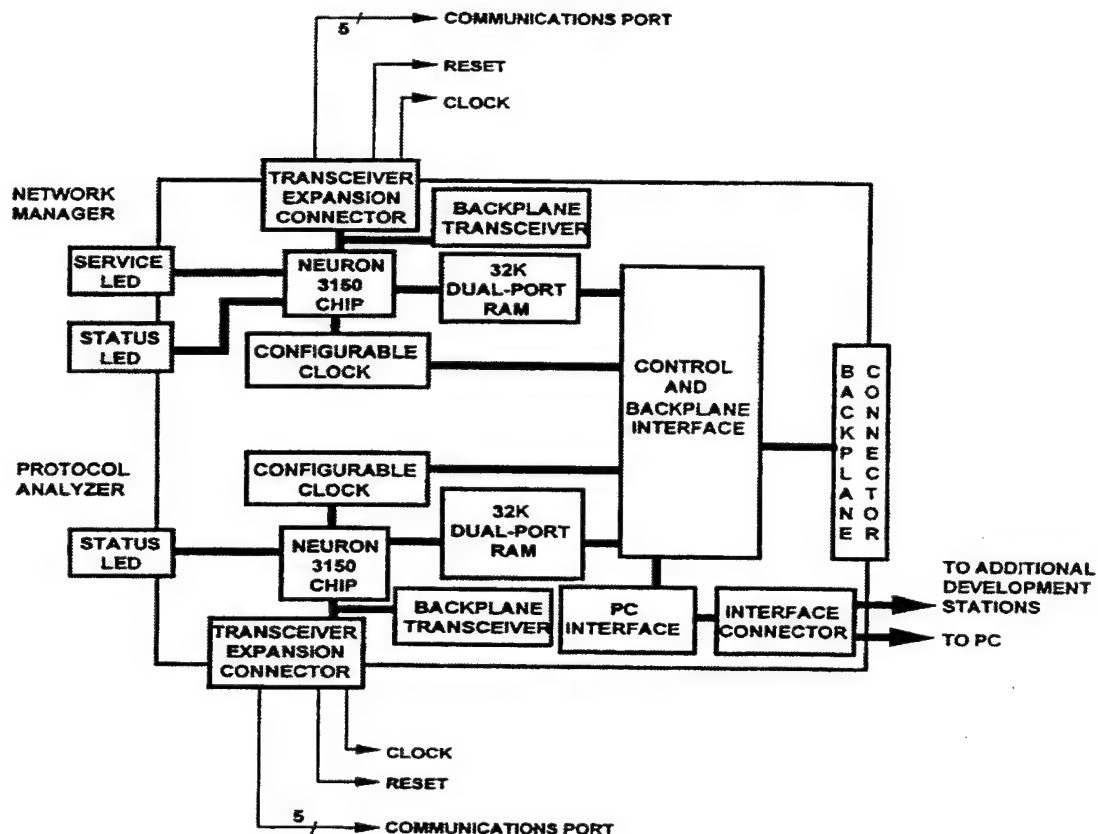 5
COMMUNICATIONS PORT
RESET
CLOCK
NETWORK
MANAGER
TRANSCEIVER
EXPANSION
CONNECTOR
BACKPLANE
TRANSCEIVER
SERVICE
LED
NEURON
3150
CHIP
32K
DUAL-PORT
RAM
STATUS
LED
CONFIGURABLE
CLOCK
CONTROL
AND
BACKPLANE
INTERFACE
BACKPLANE
CONNECTOR
PROTOCOL
ANALYZER
CONFIGURABLE
CLOCK
32K
DUAL-PORT
RAM
STATUS
LED
NEURON
3150
CHIP
BACKPLANE
TRANSCEIVER
PC
INTERFACE
INTERFACE
CONNECTOR
TO ADDITIONAL
DEVELOPMENT
STATIONS
TO PC
TRANSCEIVER
EXPANSION
CONNECTOR
CLOCK
RESET
5
COMMUNICATIONS PORT